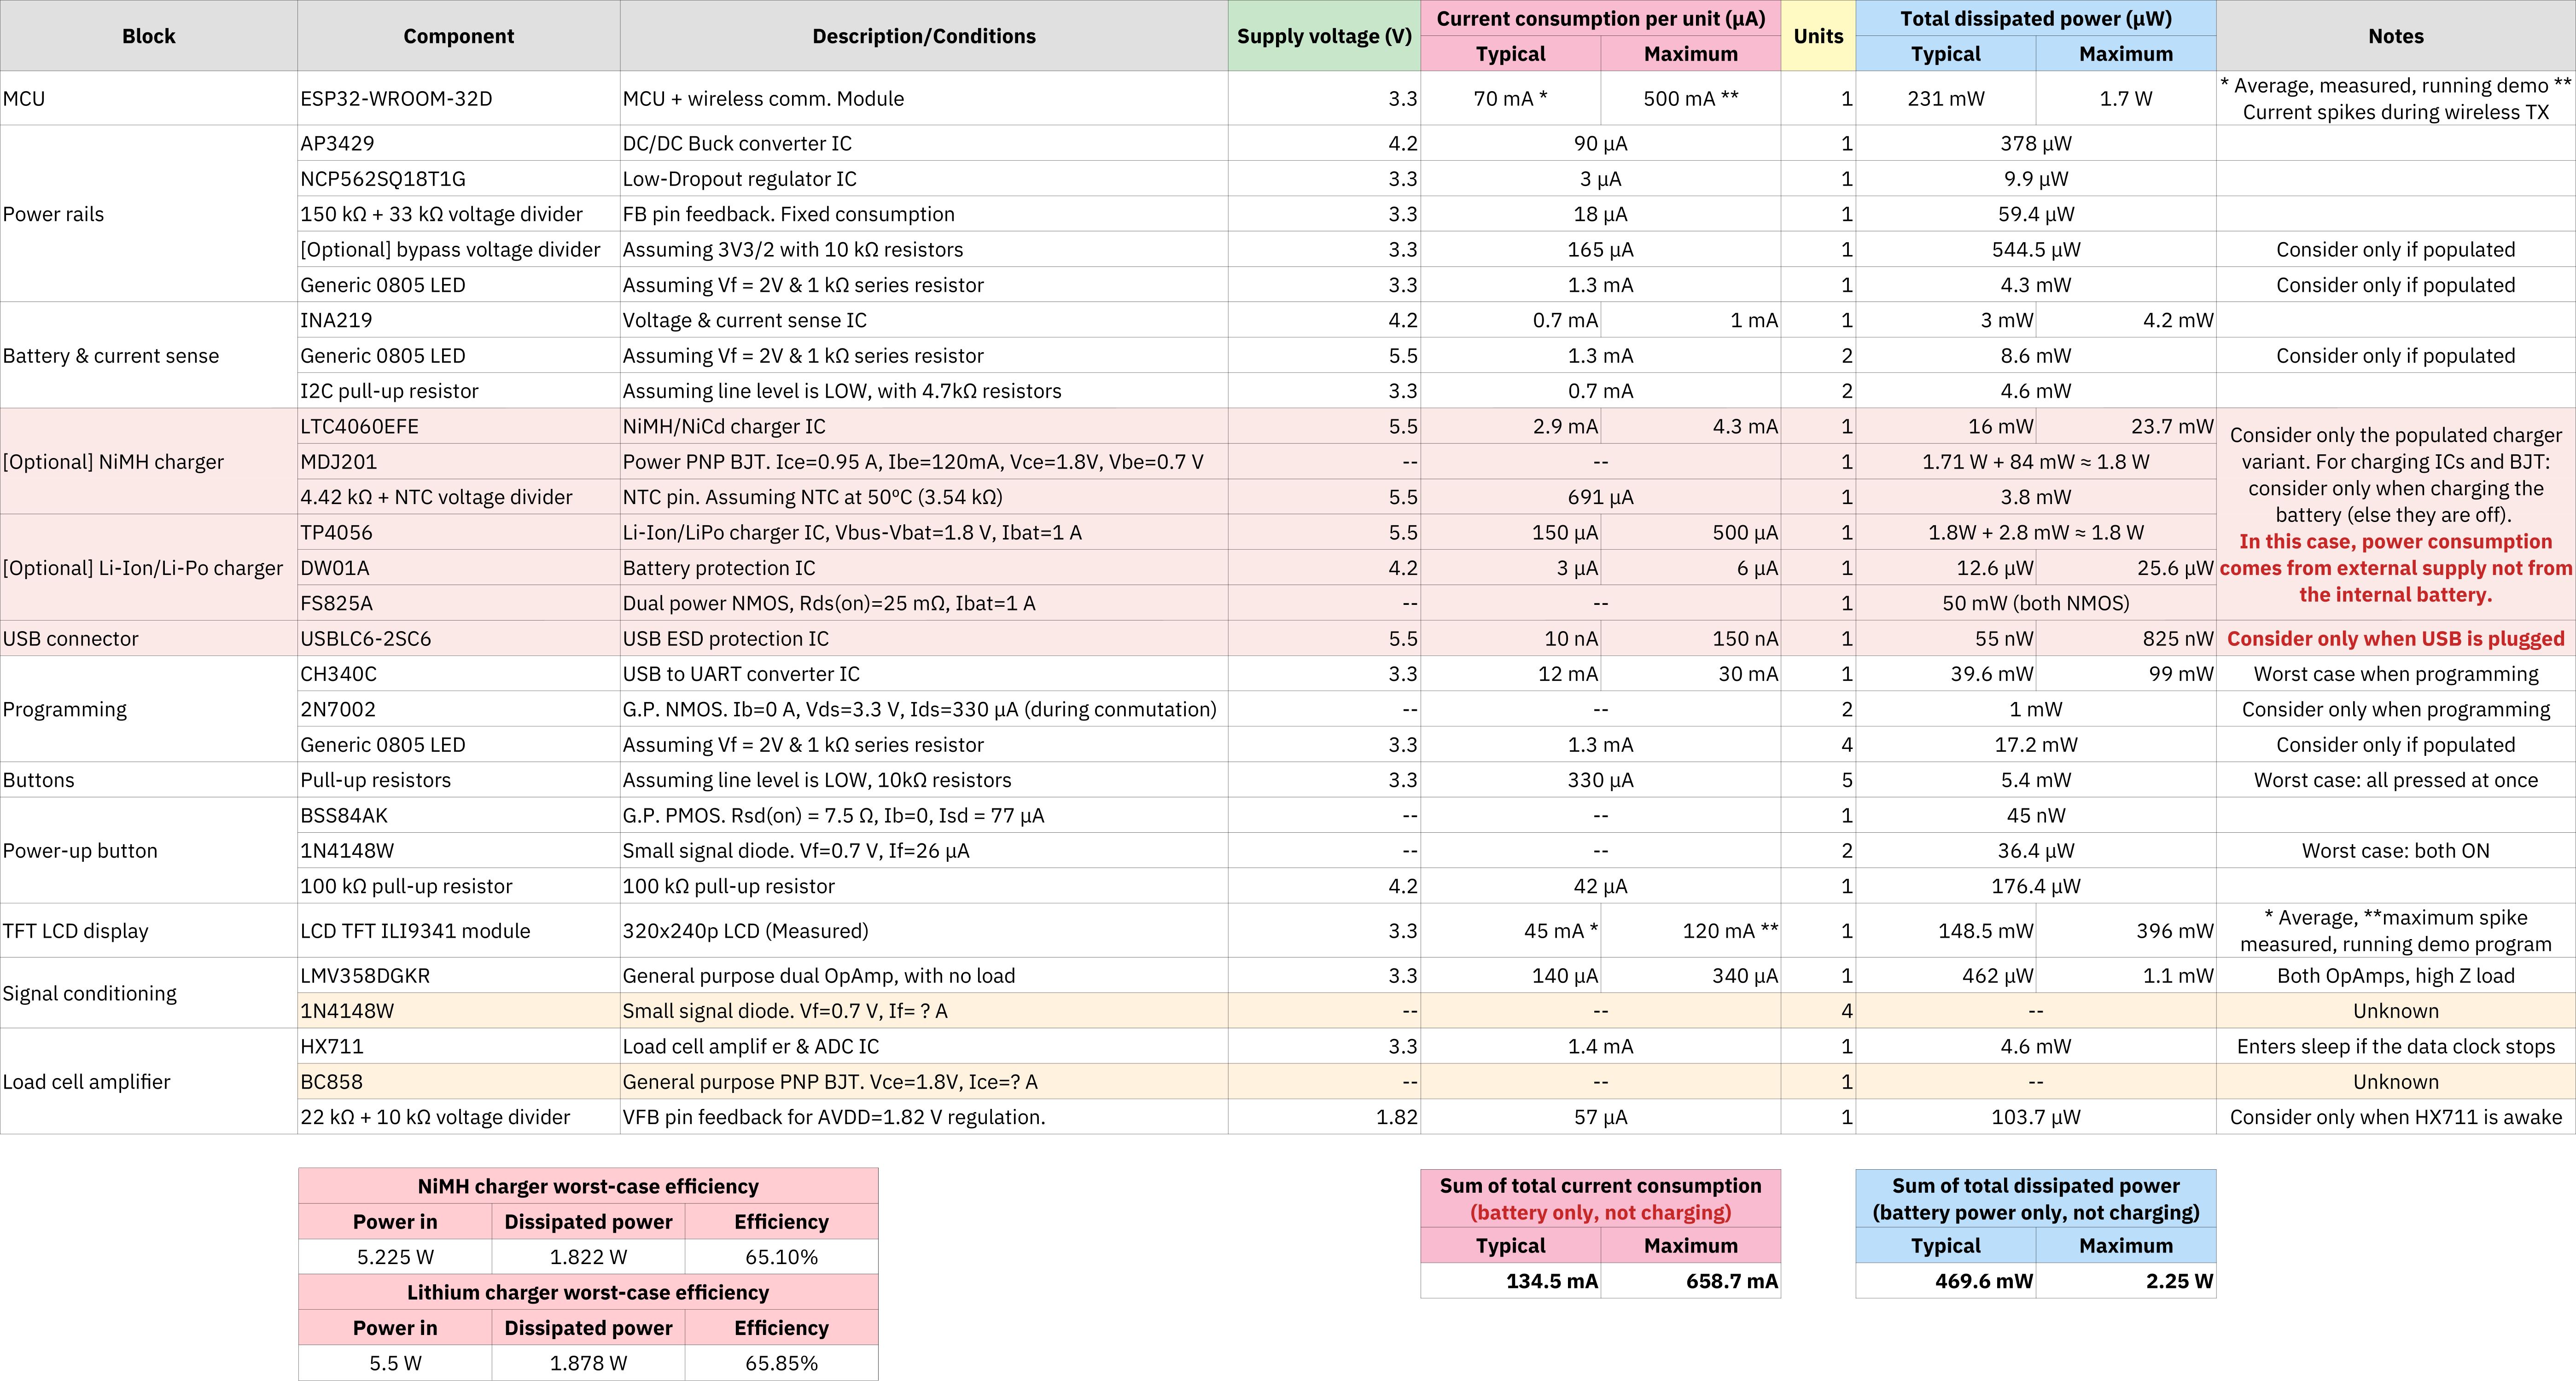 Block Component Description/Conditions Supply voltage (V) Current consumption per unit (µA) Units Total dissipated power (µW) Notes
Typical Maximum Typical Maximum
MCU ESP32-WROOM-32D MCU + wireless comm. Module 3.3 70 mA * 500 mA ** 1 231 mW 1.7 W * Average, measured, running demo **
Current spikes during wireless TX
Power rails
AP3429 DC/DC Buck converter IC 4.2 90 µA 1 378 µW
NCP562SQ18T1G Low-Dropout regulator IC 3.3 3 µA 1 9.9 µW
150 kΩ + 33 kΩ voltage divider FB pin feedback. Fixed consumption 3.3 18 µA 1 59.4 µW
[Optional] bypass voltage divider Assuming 3V3/2 with 10 kΩ resistors 3.3 165 µA 1 544.5 µW Consider only if populated
Generic 0805 LED Assuming Vf = 2V & 1 kΩ series resistor 3.3 1.3 mA 1 4.3 mW Consider only if populated
Battery & current sense
INA219 Voltage & current sense IC 4.2 0.7 mA 1 mA 1 3 mW 4.2 mW
Generic 0805 LED Assuming Vf = 2V & 1 kΩ series resistor 5.5 1.3 mA 2 8.6 mW Consider only if populated
I2C pull-up resistor Assuming line level is LOW, with 4.7kΩ resistors 3.3 0.7 mA 2 4.6 mW
[Optional] NiMH charger
LTC4060EFE NiMH/NiCd charger IC 5.5 2.9 mA 4.3 mA 1 16 mW 23.7 mW
MDJ201 Power PNP BJT. Ice=0.95 A, Ibe=120mA, Vce=1.8V, Vbe=0.7 V -- -- 1 1.71 W + 84 mW ≈ 1.8 W
4.42 kΩ + NTC voltage divider NTC pin. Assuming NTC at 50ºC (3.54 kΩ) 5.5 691 µA 1 3.8 mW
[Optional] Li-Ion/Li-Po charger
TP4056 Li-Ion/LiPo charger IC, Vbus-Vbat=1.8 V, Ibat=1 A 5.5 150 µA 500 µA 1 1.8W + 2.8 mW ≈ 1.8 W
DW01A Battery protection IC 4.2 3 µA 6 µA 1 12.6 µW 25.6 µW
FS825A Dual power NMOS, Rds(on)=25 mΩ, Ibat=1 A -- -- 1 50 mW (both NMOS)
Consider only the populated charger
variant. For charging ICs and BJT:
consider only when charging the
battery (else they are off).
In this case, power consumption
comes from external supply not from
the internal battery.
USB connector USBLC6-2SC6 USB ESD protection IC 5.5 10 nA 150 nA 1 55 nW 825 nW Consider only when USB is plugged
Programming
CH340C USB to UART converter IC 3.3 12 mA 30 mA 1 39.6 mW 99 mW Worst case when programming
2N7002 G.P. NMOS. Ib=0 A, Vds=3.3 V, Ids=330 µA (during conmutation) -- -- 2 1 mW Consider only when programming
Generic 0805 LED Assuming Vf = 2V & 1 kΩ series resistor 3.3 1.3 mA 4 17.2 mW Consider only if populated
Buttons Pull-up resistors Assuming line level is LOW, 10kΩ resistors 3.3 330 µA 5 5.4 mW Worst case: all pressed at once
Power-up button
BSS84AK G.P. PMOS. Rsd(on) = 7.5 Ω, Ib=0, Isd = 77 µA -- -- 1 45 nW
1N4148W Small signal diode. Vf=0.7 V, If=26 µA -- -- 2 36.4 µW Worst case: both ON
100 kΩ pull-up resistor 100 kΩ pull-up resistor 4.2 42 µA 1 176.4 µW
TFT LCD display LCD TFT ILI9341 module 320x240p LCD (Measured) 3.3 45 mA * 120 mA ** 1 148.5 mW 396 mW * Average, **maximum spike
measured, running demo program
Signal conditioning
LMV358DGKR General purpose dual OpAmp, with no load 3.3 140 µA 340 µA 1 462 µW 1.1 mW Both OpAmps, high Z load
1N4148W Small signal diode. Vf=0.7 V, If= ? A -- -- 4 -- Unknown
Load cell amplifier
HX711 Load cell amplif er & ADC IC 3.3 1.4 mA 1 4.6 mW Enters sleep if the data clock stops
BC858 General purpose PNP BJT. Vce=1.8V, Ice=? A -- -- 1 -- Unknown
22 kΩ + 10 kΩ voltage divider VFB pin feedback for AVDD=1.82 V regulation. 1.82 57 µA 1 103.7 µW Consider only when HX711 is awake
NiMH charger worst-case efficiency
Power in Dissipated power Efficiency
5.225 W 1.822 W 65.10%
Lithium charger worst-case efficiency
Power in Dissipated power Efficiency
5.5 W 1.878 W 65.85%
Sum of total current consumption
(battery only, not charging)
Typical Maximum
134.5 mA 658.7 mA
Sum of total dissipated power
(battery power only, not charging)
Typical Maximum
469.6 mW 2.25 W